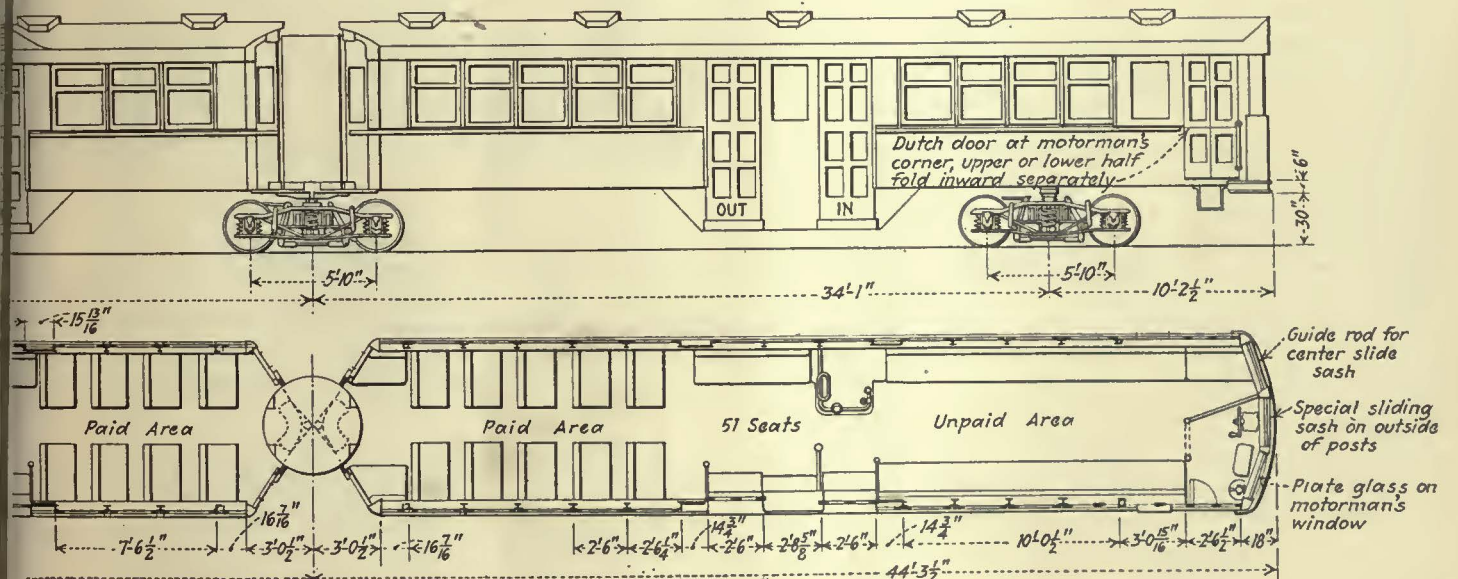 Dutch door at motorman's
corner, upper or lower half
fold inward separately
OUT
IN
6"
30"
5'-10"
5'-10"
34'-1"
10'-2½"
15 13/16"
Guide rod for
center slide
sash
Paid Area
Paid Area
51 Seats
Unpaid Area
Special sliding
sash on outside
of posts
Plate glass on
motorman's
window
7'-6½"
16 7/16"
3'-0½"
3'-0½"
16 7/16"
2'-6"
2'-6¼"
14¾"
2'-6"
2'-8⅝"
2'-6"
14¾"
10'-0½"
3'-0 15/16"
2'-6½"
18"
44'-3½"